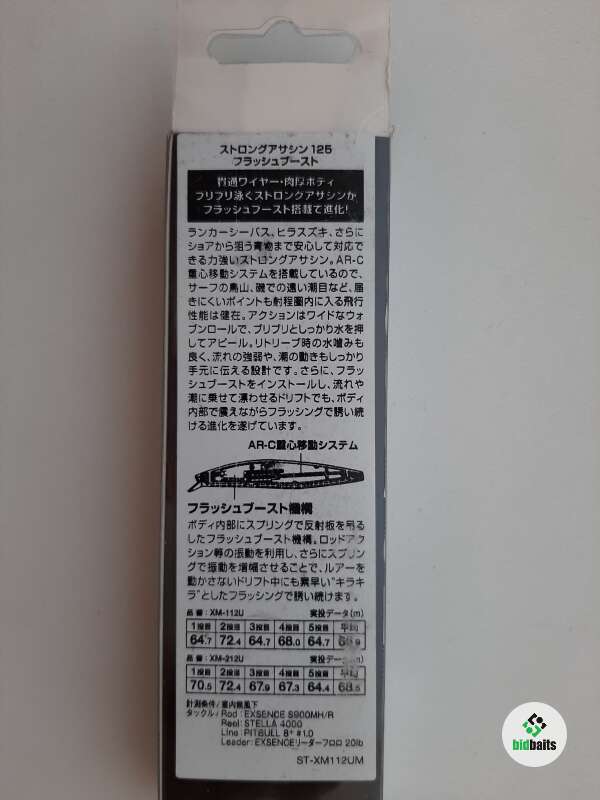 ストロングアサシン 125
フラッシュブースト
貫通ワイヤー・肉厚ボディ
ブリブリ泳ぐストロングアサシンが
フラッシュブースト搭載で進化!
ランカーシーバス、ヒラスズキ、さらに
ショアから狙う青物まで安心して対応で
きる力強いストロングアサシン。AR-C
重心移動システムを搭載しているので、
サーフの鳥山、磯での遠い潮目など、届
きにくいポイントも射程圏内に入る飛行
性能は健在。アクションはワイドなウォ
ブンロールで、ブリブリとしっかり水を押
してアピール。リトリーブ時の水噛みも
良く、流れの強弱や、潮の動きもしっかり
手元に伝える設計です。さらに、フラッ
シュブーストをインストールし、流れや
潮に乗せて漂わせるドリフトでも、ボディ
内部で震えながらフラッシングで誘い続
ける進化を遂げています。
AR-C重心移動システム
フラッシュブースト機構
ボディ内部にスプリングで反射板を吊る
したフラッシュブースト機構。ロッドアク
ション等の振動を利用し、さらにスプリン
グで振動を増幅させることで、ルアーを
動かさないドリフト中にも素早い"キラキ
ラ"としたフラッシングで誘い続けます。
品番:XM-112U 実投データ(m)
1投目 2投目 3投目 4投目 5投目 平均
64.7 72.4 64.7 68.0 64.7
品番:XM-212U 実投データ(m)
1投目 2投目 3投目 4投目 5投目 平均
70.5 72.4 67.9 67.3 64.4 68.5
計測条件/室内無風下
タックル/ Rod : EXSENCE S900MH/R
Reel: STELLA 4000
Line : PITBULL 8+ #1.0
Leader: EXSENCEリーダーフロロ 20lb
ST-XM112UM
bidbaits